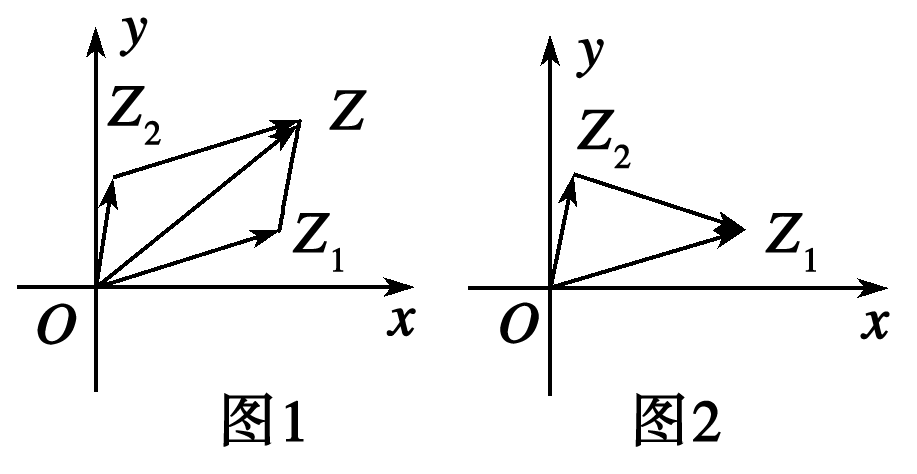 y
Z₂
Z
Z₁
O
x
图1
y
Z₂
Z₁
O
x
图2